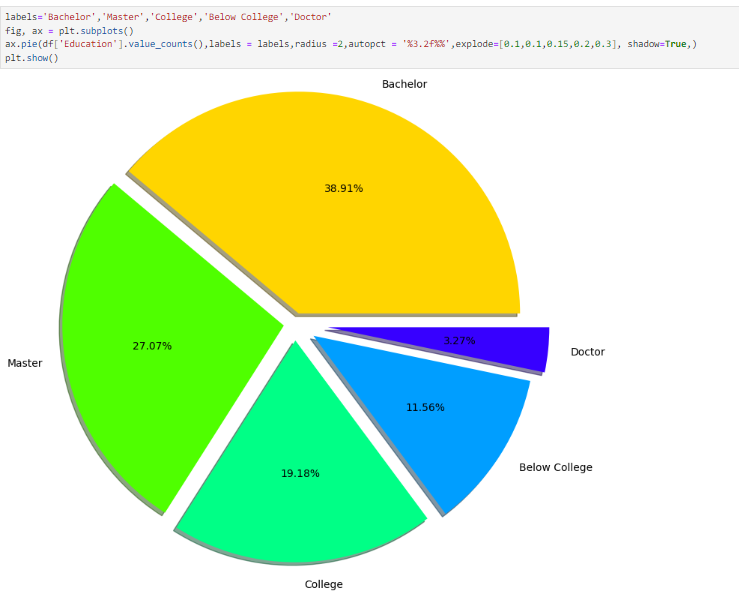 labels='Bachelor','Master','College','Below College','Doctor'
fig, ax = plt.subplots()
ax.pie(df['Education'].value_counts(),labels = labels,radius =2,autopct = '%3.2f%%',explode=[0.1,0.1,0.15,0.2,0.3], shadow=True,)
plt.show()
Bachelor
38.91%
27.07%
3.27%
Doctor
Master
11.56%
Below College
19.18%
College